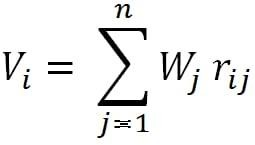 V_i = \sum_{j=1}^{n} W_j r_{ij}